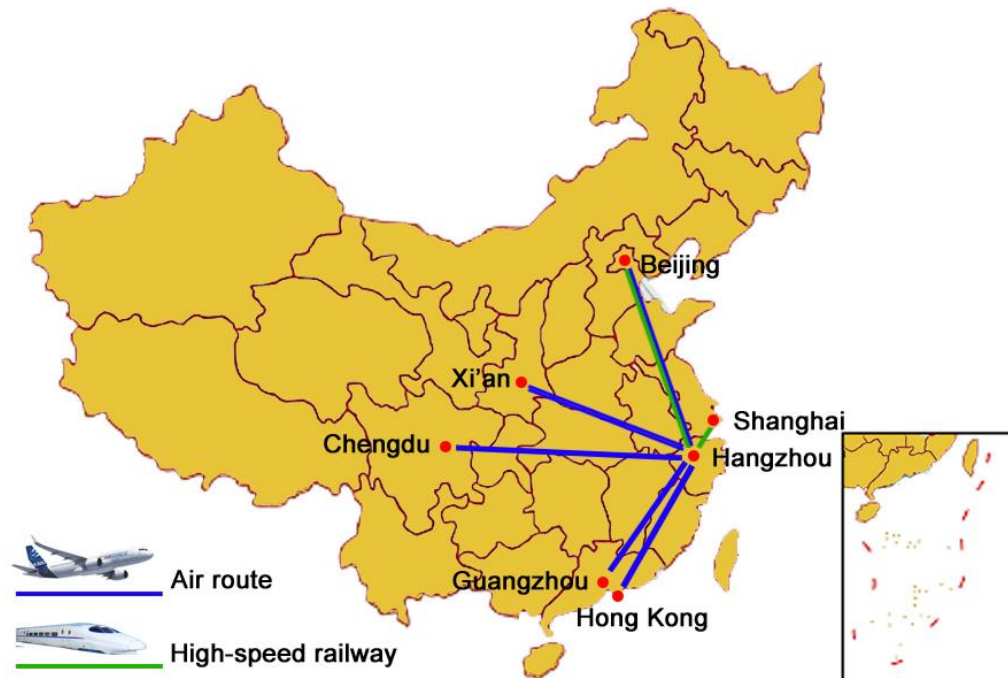 Beijing
Xi'an
Shanghai
Chengdu
Hangzhou
Air route
Guangzhou
Hong Kong
High-speed railway